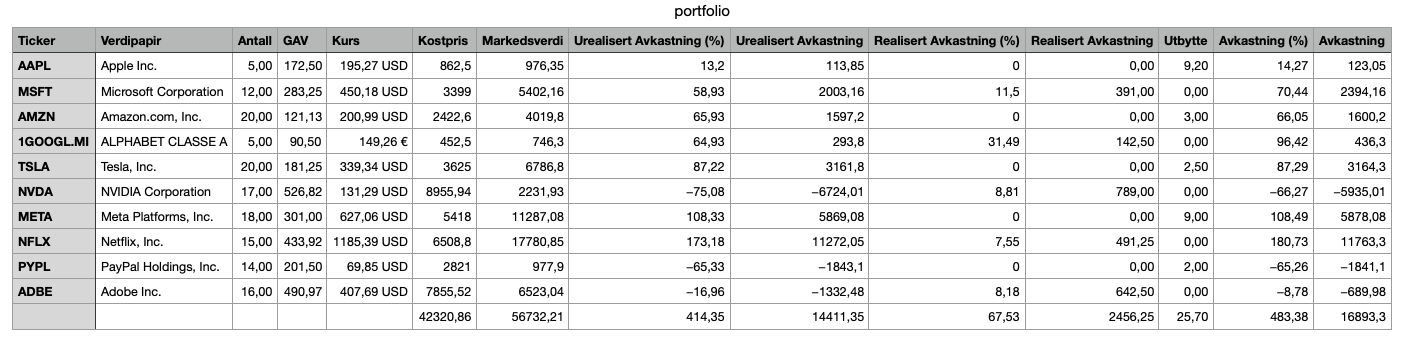 portfolio
Ticker Verdipapir Antall GAV Kurs Kostpris Markedsverdi Urealisert Avkastning (%) Urealisert Avkastning Realisert Avkastning (%) Realisert Avkastning Utbytte Avkastning (%) Avkastning
AAPL Apple Inc. 5,00 172,50 195,27 USD 862,5 976,35 13,2 113,85 0 0,00 9,20 14,27 123,05
MSFT Microsoft Corporation 12,00 283,25 450,18 USD 3399 5402,16 58,93 2003,16 11,5 391,00 0,00 70,44 2394,16
AMZN Amazon.com, Inc. 20,00 121,13 200,99 USD 2422,6 4019,8 65,93 1597,2 0 0,00 3,00 66,05 1600,2
1GOOGL.MI ALPHABET CLASSE A 5,00 90,50 149,26 € 452,5 746,3 64,93 293,8 31,49 142,50 0,00 96,42 436,3
TSLA Tesla, Inc. 20,00 181,25 339,34 USD 3625 6786,8 87,22 3161,8 0 0,00 2,50 87,29 3164,3
NVDA NVIDIA Corporation 17,00 526,82 131,29 USD 8955,94 2231,93 −75,08 −6724,01 8,81 789,00 0,00 −66,27 −5935,01
META Meta Platforms, Inc. 18,00 301,00 627,06 USD 5418 11287,08 108,33 5869,08 0 0,00 9,00 108,49 5878,08
NFLX Netflix, Inc. 15,00 433,92 1185,39 USD 6508,8 17780,85 173,18 11272,05 7,55 491,25 0,00 180,73 11763,3
PYPL PayPal Holdings, Inc. 14,00 201,50 69,85 USD 2821 977,9 −65,33 −1843,1 0 0,00 2,00 −65,26 −1841,1
ADBE Adobe Inc. 16,00 490,97 407,69 USD 7855,52 6523,04 −16,96 −1332,48 8,18 642,50 0,00 −8,78 −689,98
42320,86 56732,21 414,35 14411,35 67,53 2456,25 25,70 483,38 16893,3